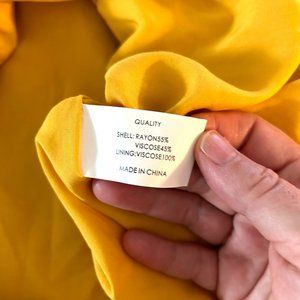 QUALITY
SHELL: RAYON55%
VISCOSE45%
LINING:VISCOSE100%
MADE IN CHINA